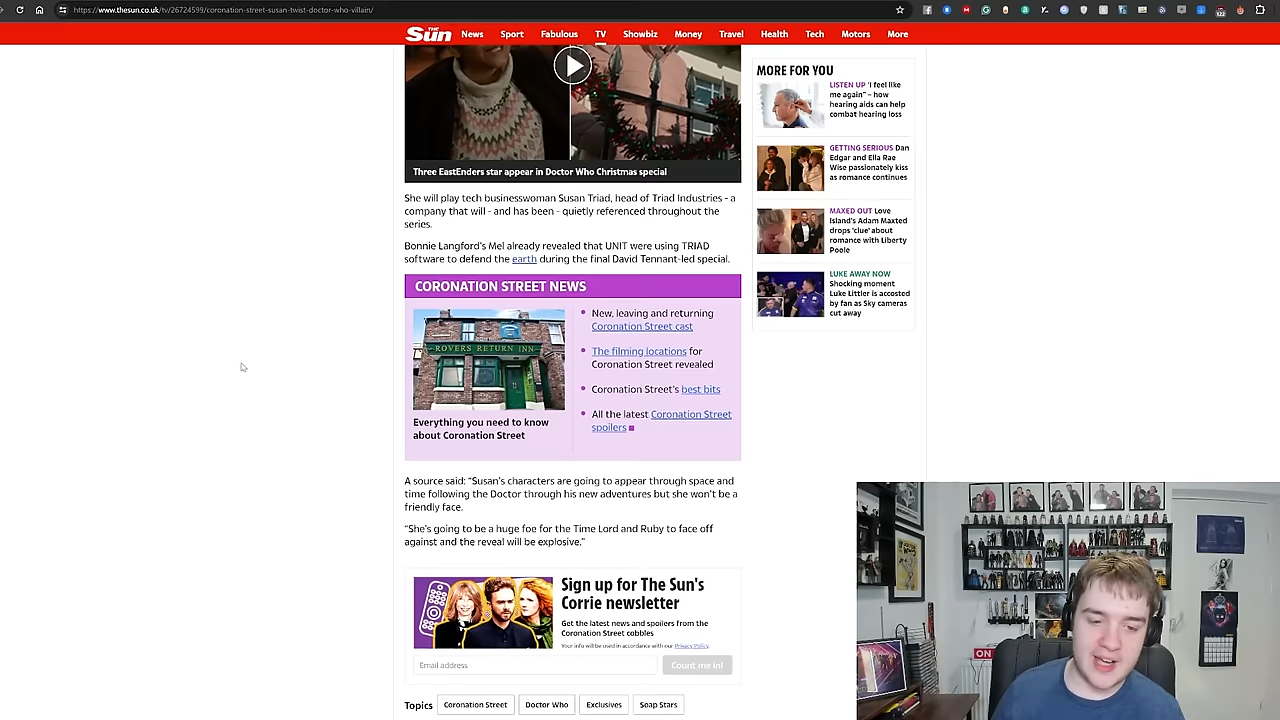 https://www.thesun.co.uk/tv/26724599/coronation-street-susan-twist-doctor-who-villain/
122
THE Sun News Sport Fabulous TV Showbiz Money Travel Health Tech Motors More
Three EastEnders star appear in Doctor Who Christmas special
She will play tech businesswoman Susan Triad, head of Triad Industries - a
company that will - and has been - quietly referenced throughout the
series.
Bonnie Langford's Mel already revealed that UNIT were using TRIAD
software to defend the earth during the final David Tennant-led special.
CORONATION STREET NEWS
ROVERS RETURN INN
Everything you need to know
about Coronation Street
New, leaving and returning
Coronation Street cast
The filming locations for
Coronation Street revealed
Coronation Street's best bits
All the latest Coronation Street
spoilers
A source said: “Susan's characters are going to appear through space and
time following the Doctor through his new adventures but she won't be a
friendly face.
“She's going to be a huge foe for the Time Lord and Ruby to face off
against and the reveal will be explosive.”
Sign up for The Sun's
Corrie newsletter
Get the latest news and spoilers from the
Coronation Street cobbles
Your info will be used in accordance with our Privacy Policy.
Email address
Count me in!
Topics Coronation Street Doctor Who Exclusives Soap Stars
MORE FOR YOU
LISTEN UP 'I feel like
me again” – how
hearing aids can help
combat hearing loss
GETTING SERIOUS Dan
Edgar and Ella Rae
Wise passionately kiss
as romance continues
MAXED OUT Love
Island's Adam Maxted
drops 'clue' about
romance with Liberty
Poole
LUKE AWAY NOW
Shocking moment
Luke Littler is accosted
by fan as Sky cameras
cut away
ON